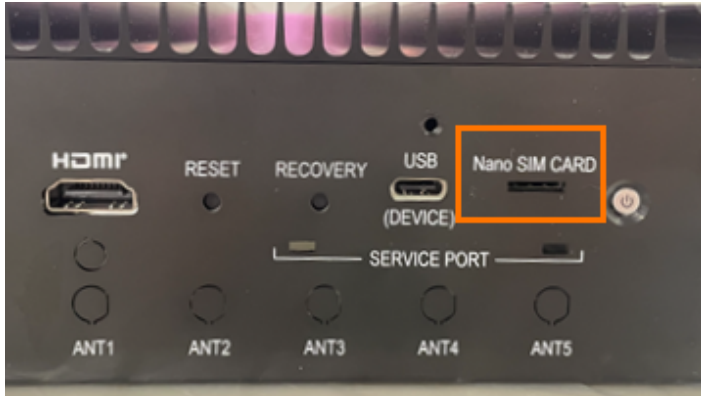 HDMI
RESET
RECOVERY
USB
Nano SIM CARD
(DEVICE)
SERVICE PORT
ANT1
ANT2
ANT3
ANT4
ANT5